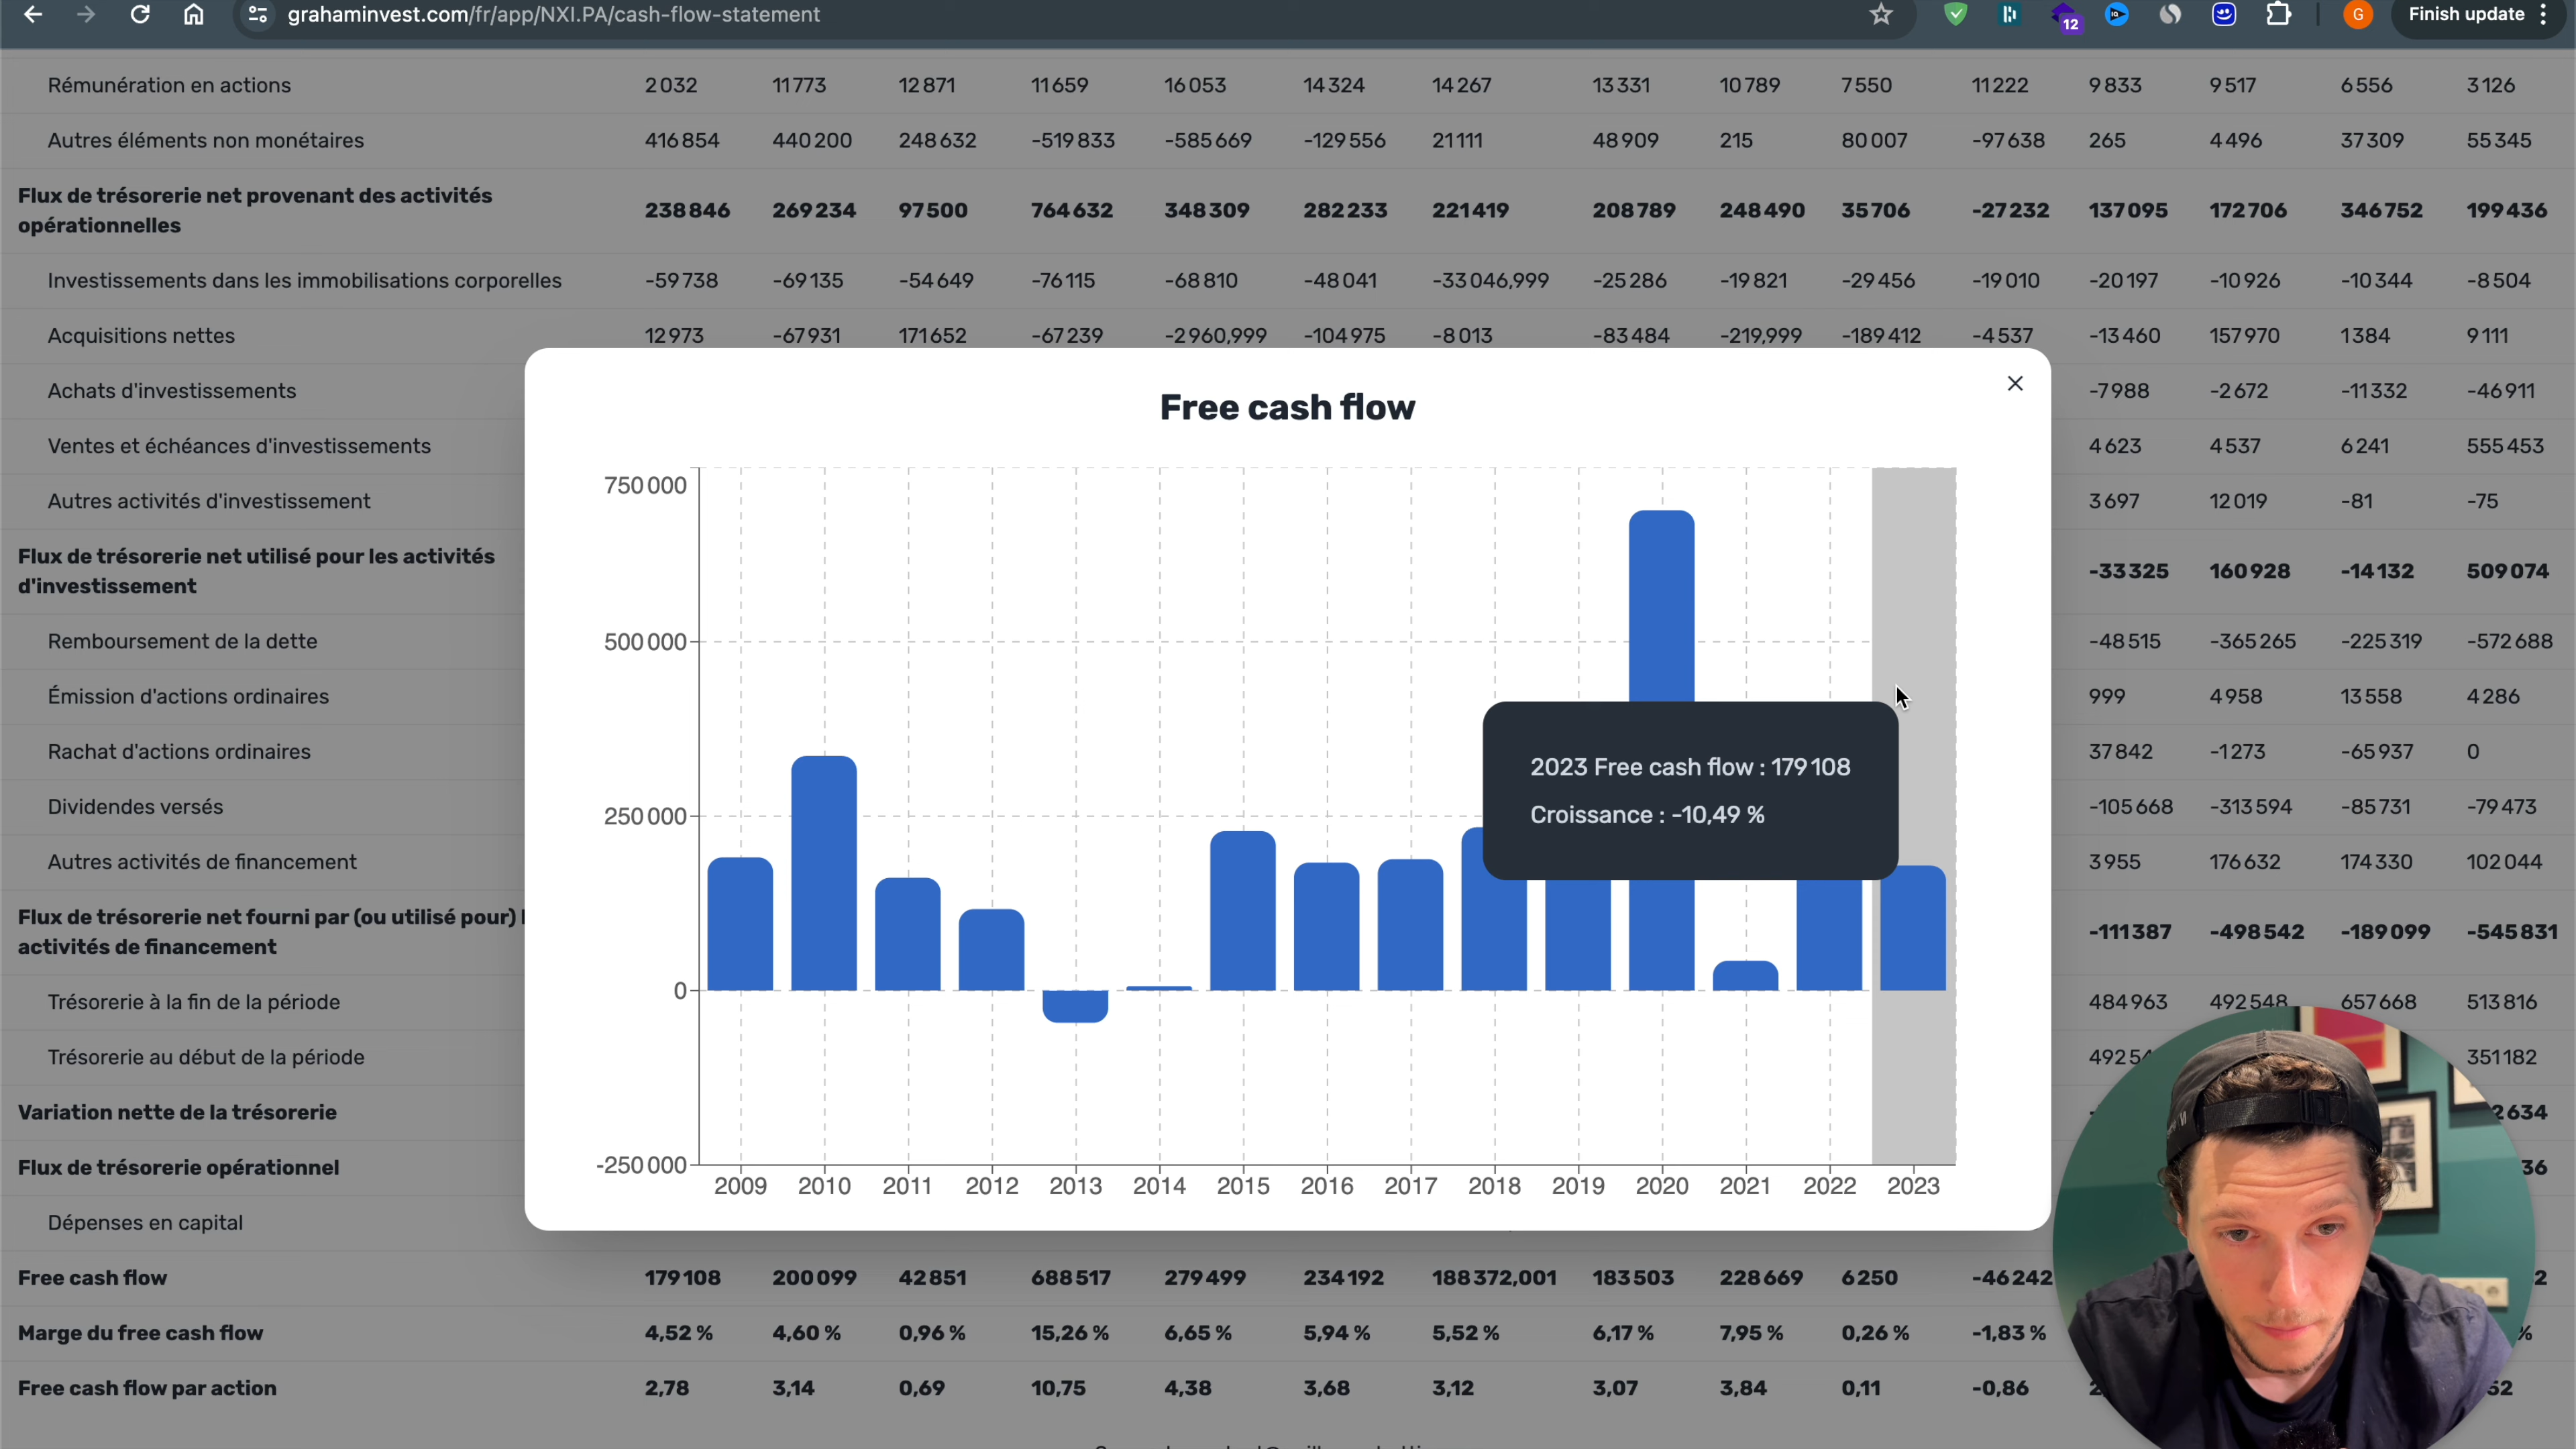 grahaminvest.com/fr/app/NXI.PA/cash-flow-statement
12
G
Finish update
Rémunération en actions 2 032 11 773 12 871 11 659 16 053 14 324 14 267 13 331 10 789 7 550 11 222 9 833 9 517 6 556 3 126
Autres éléments non monétaires 416 854 440 200 248 632 -519 833 -585 669 -129 556 21 111 48 909 215 80 007 -97 638 265 4 496 37 309 55 345
Flux de trésorerie net provenant des activités
opérationnelles 238 846 269 234 97 500 764 632 348 309 282 233 221 419 208 789 248 490 35 706 -27 232 137 095 172 706 346 752 199 436
Investissements dans les immobilisations corporelles -59 738 -69 135 -54 649 -76 115 -68 810 -48 041 -33 046,999 -25 286 -19 821 -29 456 -19 010 -20 197 -10 926 -10 344 -8 504
Acquisitions nettes 12 973 -67 931 171 652 -67 239 -2 960,999 -104 975 -8 013 -83 484 -219,999 -189 412 -4 537 -13 460 157 970 1 384 9 111
Achats d'investissements -7 988 -2 672 -11 332 -46 911
Ventes et échéances d'investissements 4 623 4 537 6 241 555 453
Autres activités d'investissement 3 697 12 019 -81 -75
Flux de trésorerie net utilisé pour les activités
d'investissement -33 325 160 928 -14 132 509 074
Remboursement de la dette -48 515 -365 265 -225 319 -572 688
Émission d'actions ordinaires 999 4 958 13 558 4 286
Rachat d'actions ordinaires 37 842 -1 273 -65 937 0
Dividendes versés -105 668 -313 594 -85 731 -79 473
Autres activités de financement 3 955 176 632 174 330 102 044
Flux de trésorerie net fourni par (ou utilisé pour)
activités de financement -111 387 -498 542 -189 099 -545 831
Trésorerie à la fin de la période 484 963 492 548 657 668 513 816
Trésorerie au début de la période 351 182
Variation nette de la trésorerie
Flux de trésorerie opérationnel
Dépenses en capital
Free cash flow 179 108 200 099 42 851 688 517 279 499 234 192 188 372,001 183 503 228 669 6 250 -46 242
Marge du free cash flow 4,52 % 4,60 % 0,96 % 15,26 % 6,65 % 5,94 % 5,52 % 6,17 % 7,95 % 0,26 % -1,83 %
Free cash flow par action 2,78 3,14 0,69 10,75 4,38 3,68 3,12 3,07 3,84 0,11 -0,86
Free cash flow
750 000
500 000
250 000
0
-250 000
2009 2010 2011 2012 2013 2014 2015 2016 2017 2018 2019 2020 2021 2022 2023
2023 Free cash flow : 179 108
Croissance : -10,49 %